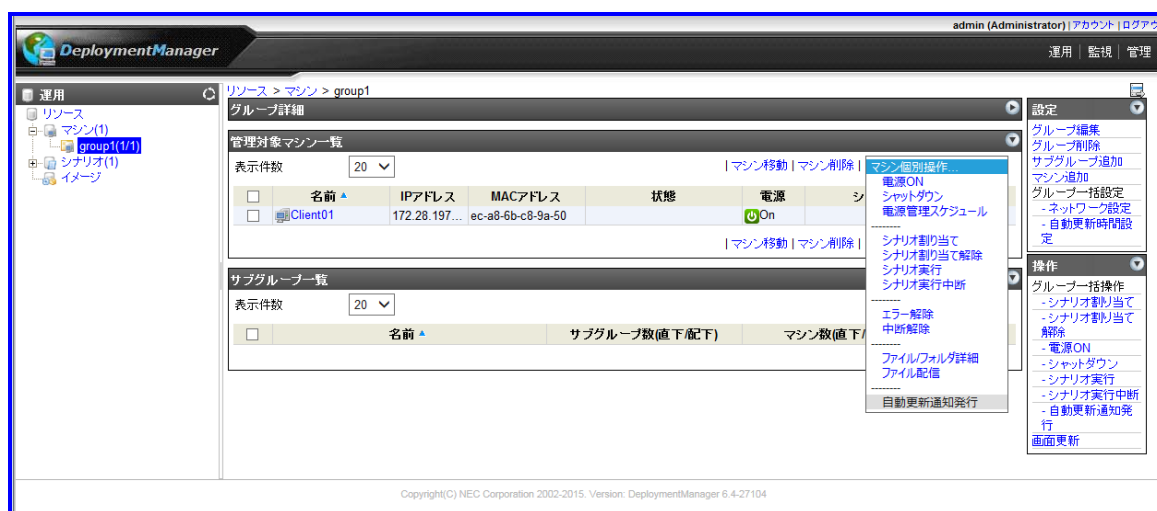 admin (Administrator) | アカウント | ログアウ
DeploymentManager
運用 | 監視 | 管理
運用
リソース
マシン(1)
group1(1/1)
シナリオ(1)
イメージ
リソース > マシン > group1
グループ詳細
管理対象マシン一覧
表示件数 20
| マシン移動 | マシン削除 |
マシン個別操作...
電源ON
シャットダウン
電源管理スケジュール
--------
シナリオ割り当て
シナリオ割り当て解除
シナリオ実行
シナリオ実行中断
--------
エラー解除
中断解除
--------
ファイル/フォルダ詳細
ファイル配信
--------
自動更新通知発行
名前 IPアドレス MACアドレス 状態 電源 シ
Client01 172.28.197... ec-a8-6b-c8-9a-50 On
| マシン移動 | マシン削除 |
サブグループ一覧
表示件数 20
名前 サブグループ数(直下/配下) マシン数(直下/
設定
グループ編集
グループ削除
サブグループ追加
マシン追加
グループ一括設定
- ネットワーク設定
- 自動更新時間設
定
操作
グループ一括操作
- シナリオ割り当て
- シナリオ割り当て
解除
- 電源ON
- シャットダウン
- シナリオ実行
- シナリオ実行中断
- 自動更新通知発
行
画面更新
Copyright(C) NEC Corporation 2002-2015. Version: DeploymentManager 6.4-27104